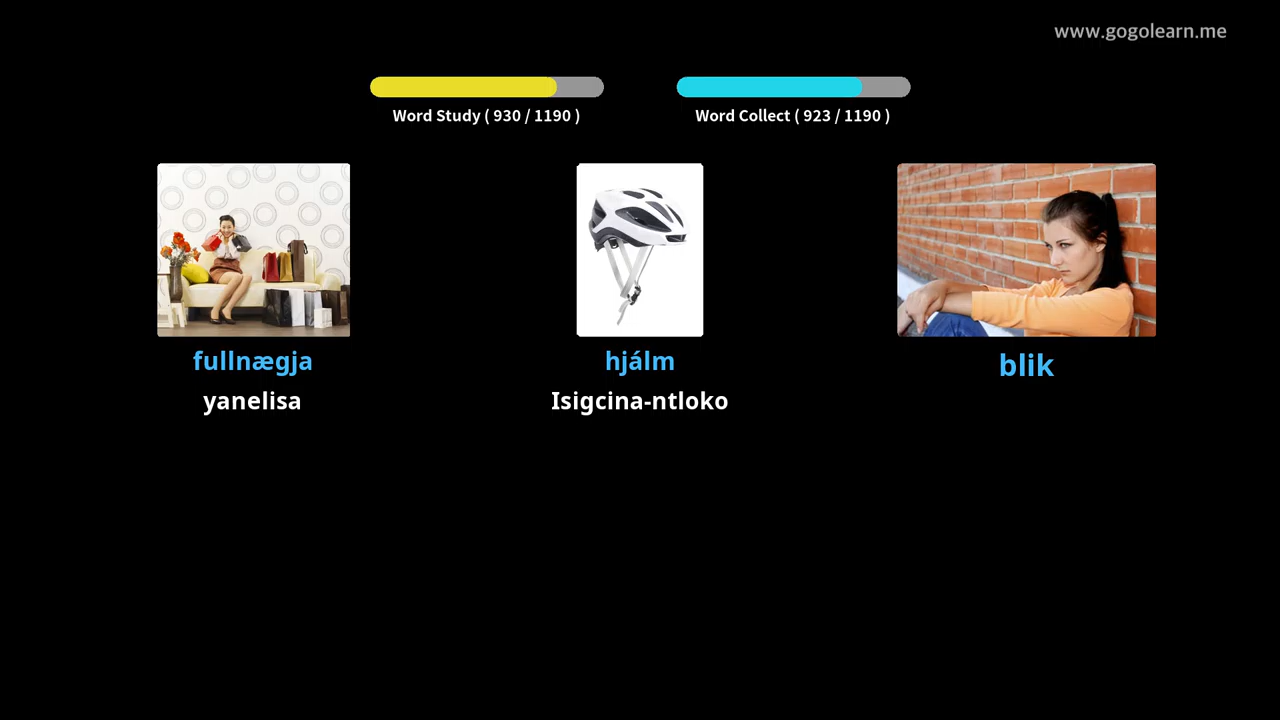 www.gogolearn.me
Word Study ( 930 / 1190 )
Word Collect ( 923 / 1190 )
fullnægja
yanelisa
hjálm
Isigcina-ntloko
blik